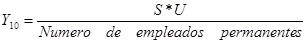 Y10 = S*U
Numero de empleados permanentes